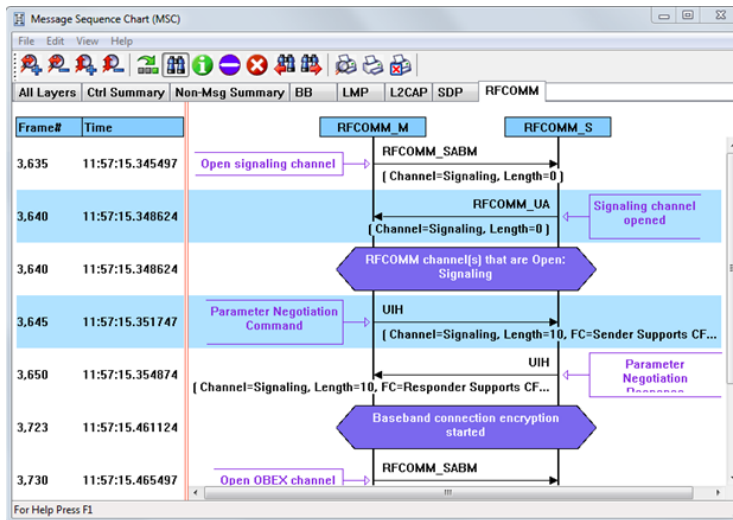 Message Sequence Chart (MSC)
File Edit View Help
All Layers Ctrl Summary Non-Msg Summary BB LMP L2CAP SDP RFCOMM
Frame# Time RFCOMM_M RFCOMM_S
RFCOMM_SABM
3,635 11:57:15.345497 Open signaling channel
( Channel=Signaling, Length=0 )
RFCOMM_UA Signaling channel
3,640 11:57:15.348624 opened
( Channel=Signaling, Length=0 )
RFCOMM channel(s) that are Open:
3,640 11:57:15.348624 Signaling
Parameter Negotiation UIH
3,645 11:57:15.351747 Command
( Channel=Signaling, Length=10, FC=Sender Supports CF...
UIH Parameter
3,650 11:57:15.354874 Negotiation
( Channel=Signaling, Length=10, FC=Responder Supports CF...
Baseband connection encryption
3,723 11:57:15.461124 started
RFCOMM_SABM
3,730 11:57:15.465497 Open OBEX channel
For Help Press F1